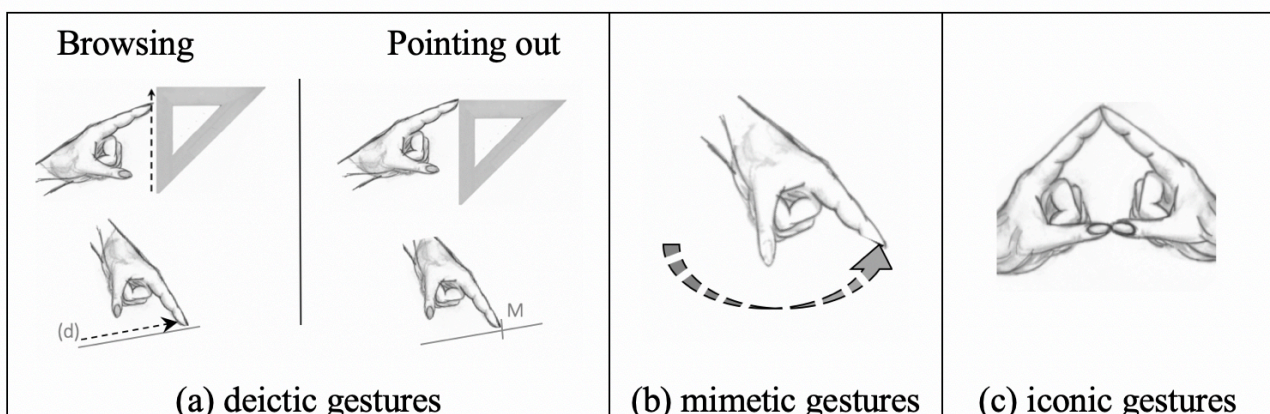 Browsing
Pointing out
(d)
M
(a) deictic gestures
(b) mimetic gestures
(c) iconic gestures